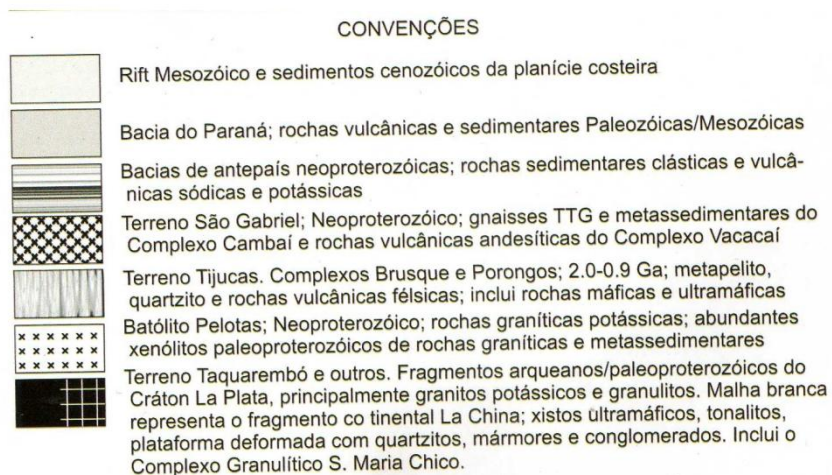 CONVENÇÕES
Rift Mesozóico e sedimentos cenozóicos da planície costeira
Bacia do Paraná; rochas vulcânicas e sedimentares Paleozóicas/Mesozóicas
Bacias de antepaís neoproterozóicas; rochas sedimentares clásticas e vulcâ-
nicas sódicas e potássicas
Terreno São Gabriel; Neoproterozóico; gnaisses TTG e metassedimentares do
Complexo Cambaí e rochas vulcânicas andesíticas do Complexo Vacacaí
Terreno Tijucas. Complexos Brusque e Porongos; 2.0-0.9 Ga; metapelito,
quartzito e rochas vulcânicas félsicas; inclui rochas máficas e ultramáficas
Batólito Pelotas; Neoproterozóico; rochas graníticas potássicas; abundantes
xenólitos paleoproterozóicos de rochas graníticas e metassedimentares
Terreno Taquarembó e outros. Fragmentos arqueanos/paleoproterozóicos do
Cráton La Plata, principalmente granitos potássicos e granulitos. Malha branca
representa o fragmento co tinental La China; xistos ultramáficos, tonalitos,
plataforma deformada com quartzitos, mármores e conglomerados. Inclui o
Complexo Granulítico S. Maria Chico.